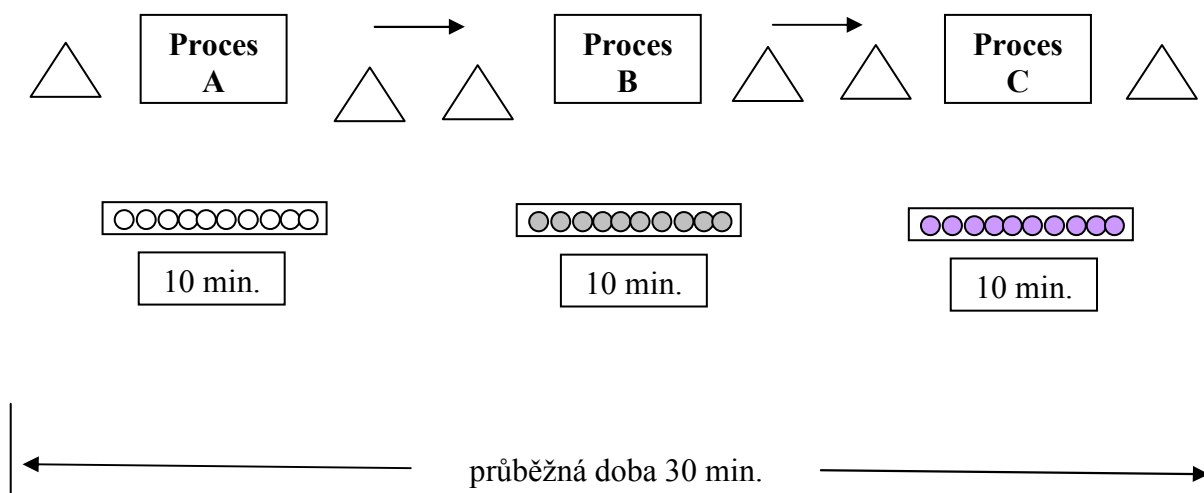 Proces
A
Proces
B
Proces
C
10 min.
10 min.
10 min.
průběžná doba 30 min.